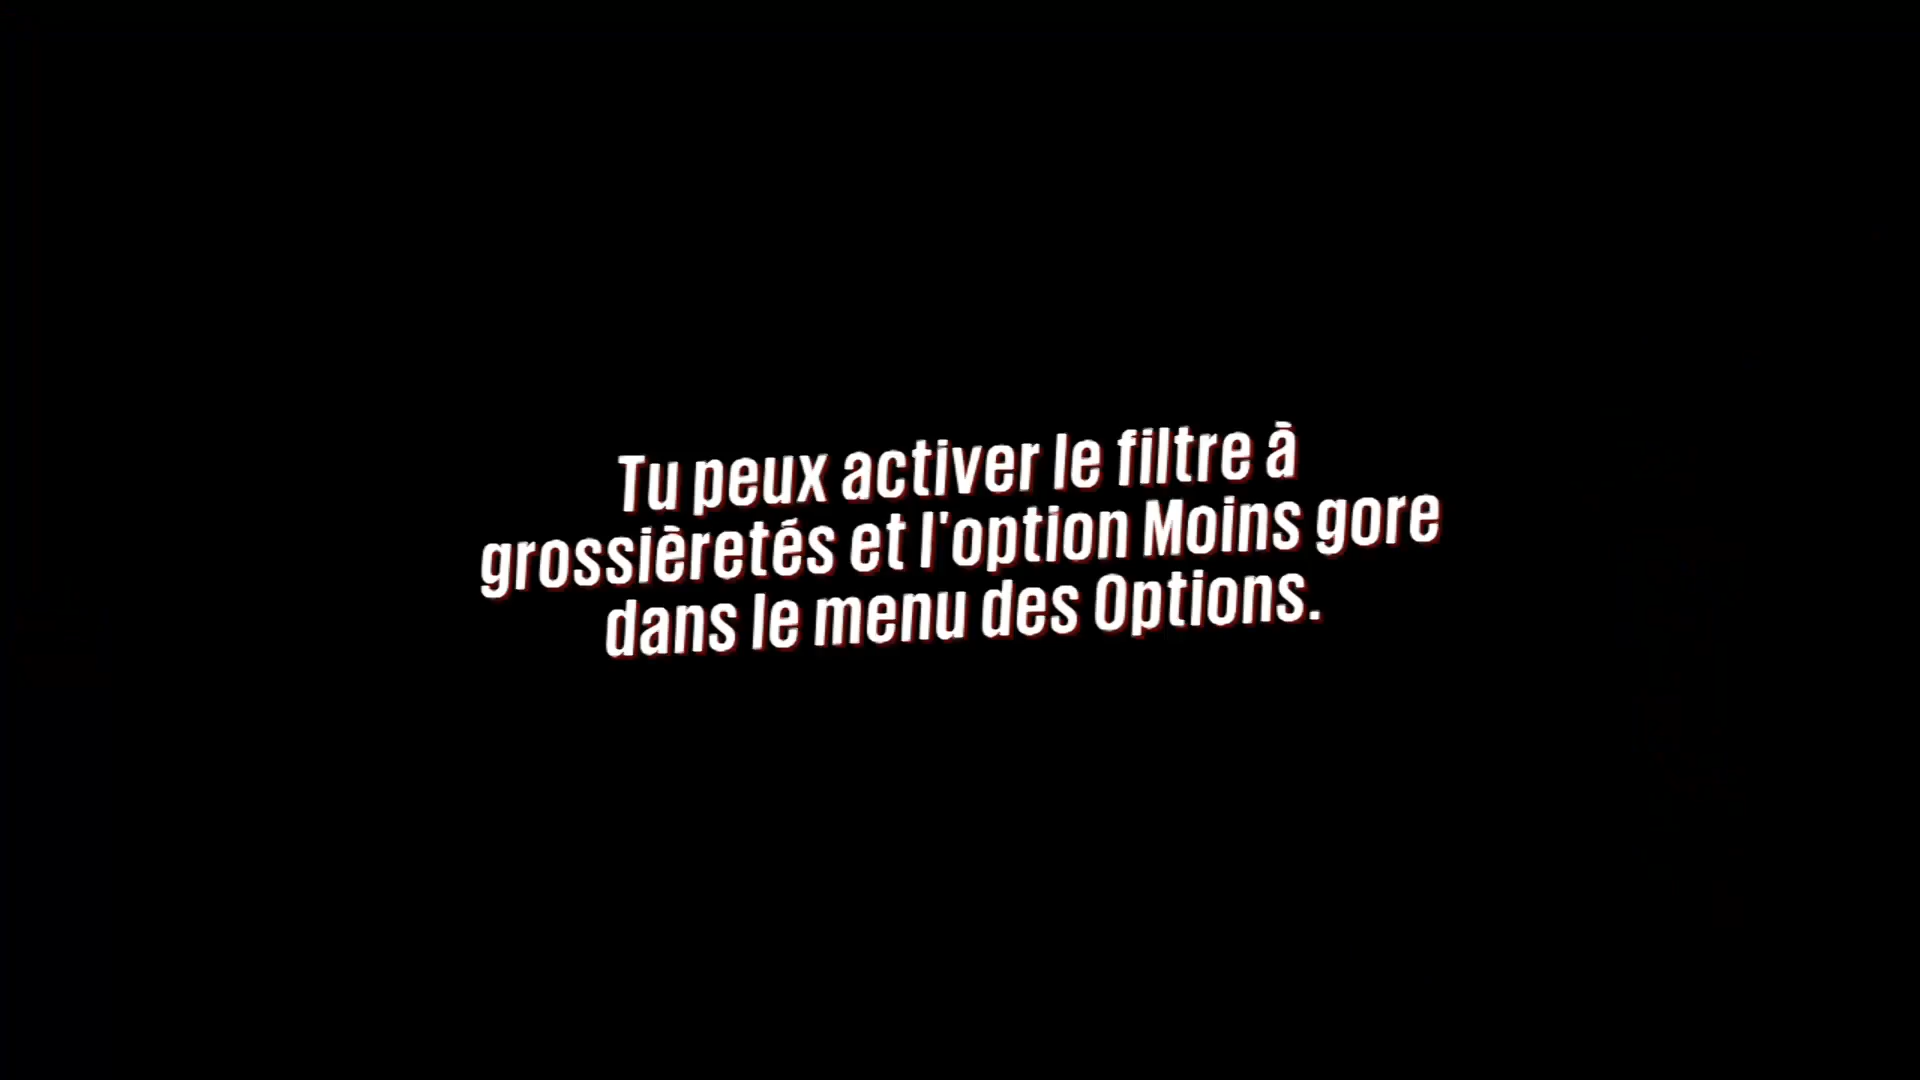 Tu peux activer le filtre à
grossièretés et l'option Moins gore
dans le menu des Options.